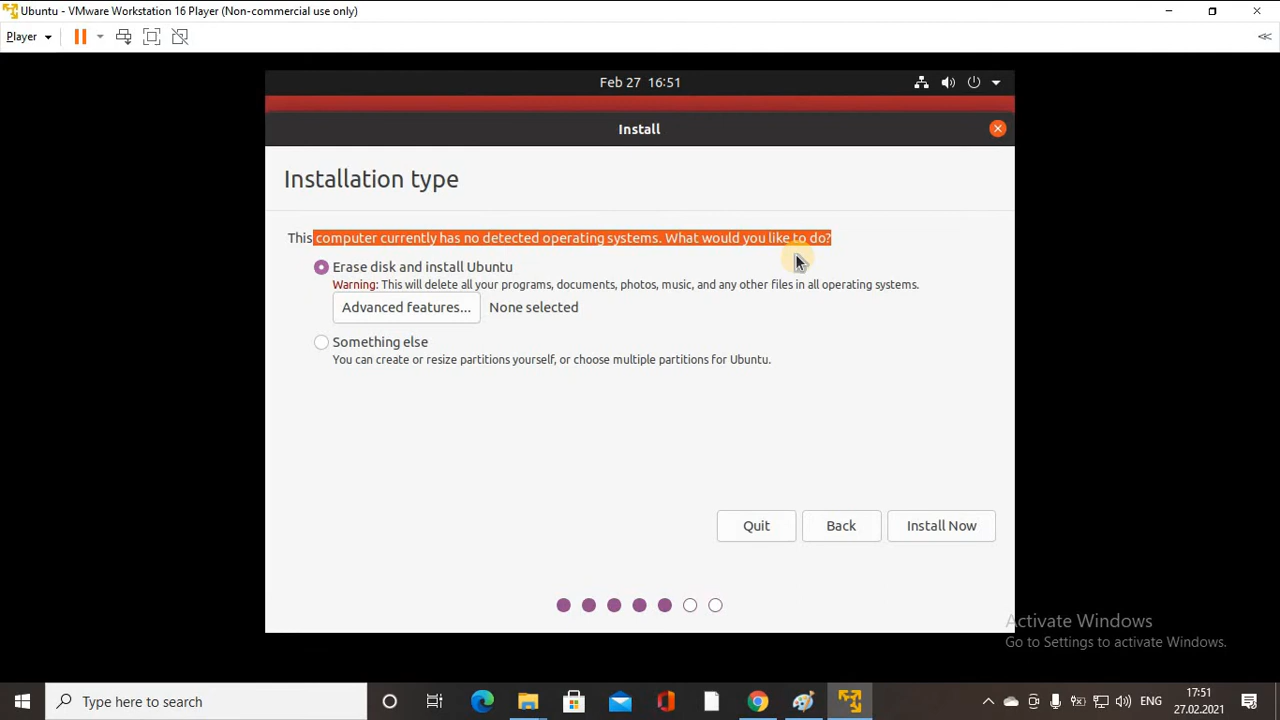 Ubuntu - VMware Workstation 16 Player (Non-commercial use only)
Player
Feb 27 16:51
Install
Installation type
This computer currently has no detected operating systems. What would you like to do?
Erase disk and install Ubuntu
Warning: This will delete all your programs, documents, photos, music, and any other files in all operating systems.
Advanced features... None selected
Something else
You can create or resize partitions yourself, or choose multiple partitions for Ubuntu.
Quit Back Install Now
Activate Windows
Go to Settings to activate Windows.
Type here to search
ENG
17:51
27.02.2021